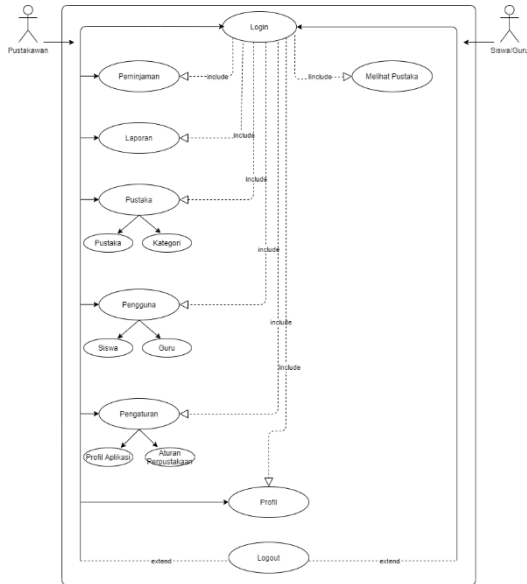 Login
Pustakawan
Siswa/Guru
Peminjaman
include
Iinclude
Melihat Pustaka
Laporan
include
include
Pustaka
Pustaka
Kategori
include
Pengguna
Siswa
Guru
include
include
Pengaturan
Profil Aplikasi
Aturan
Perpustakaan
Profil
Logout
extend
extend